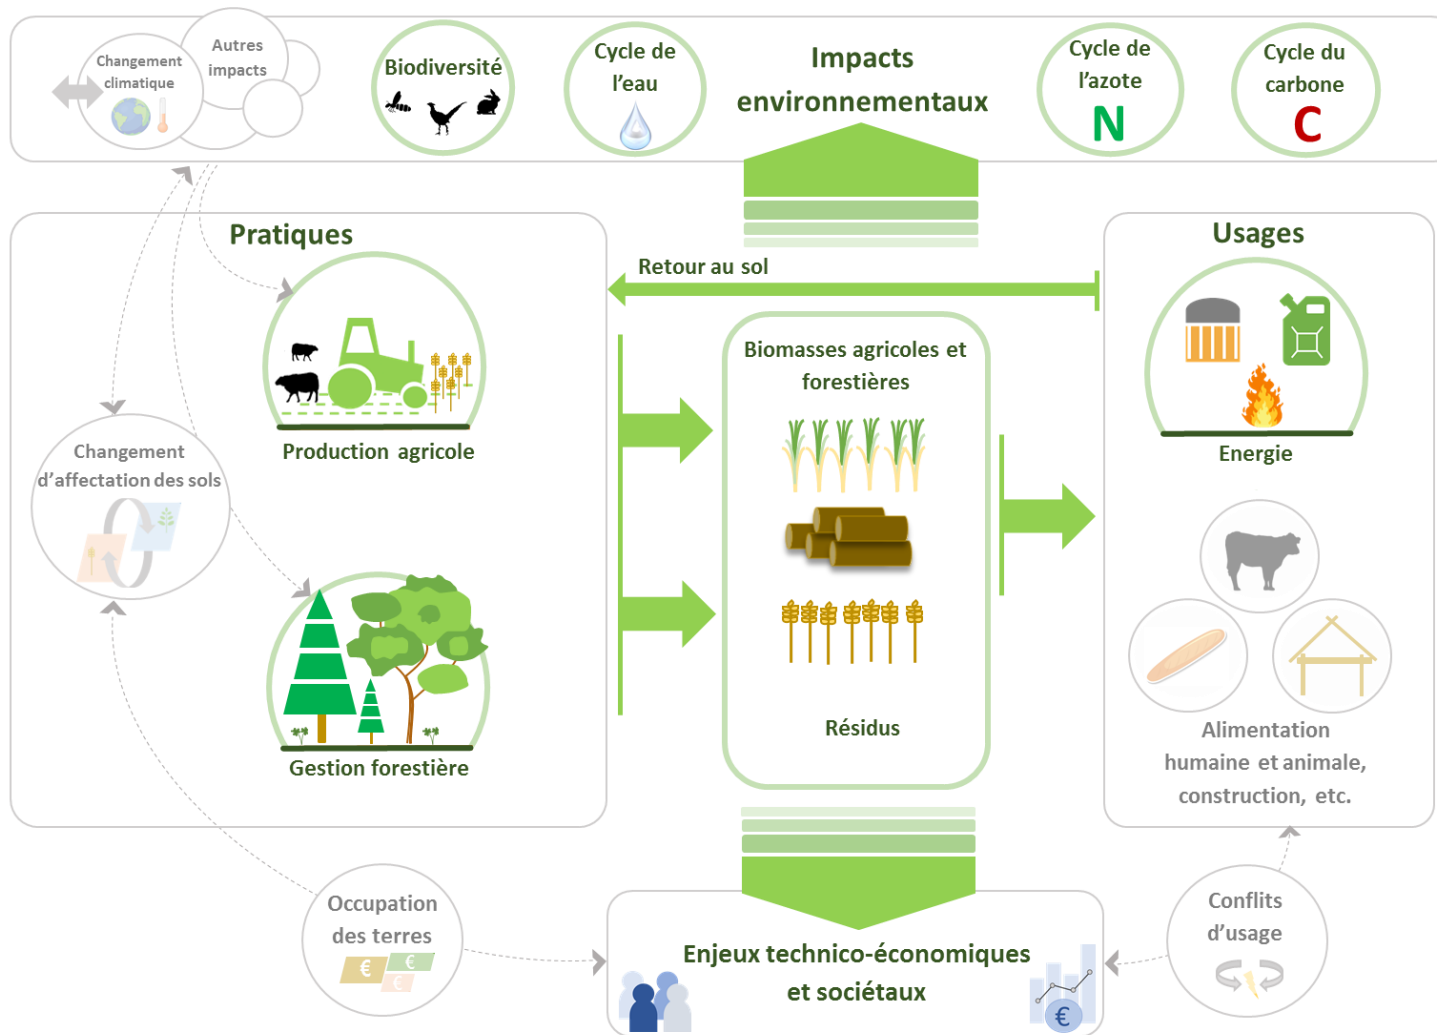 Changement
climatique
Autres
impacts
Biodiversité
Cycle de
l’eau
Impacts
environnementaux
Cycle de
l’azote
N
Cycle du
carbone
C
Pratiques
Usages
Retour au sol
Production agricole
Biomasses agricoles et
forestières
Energie
Changement
d’affectation des sols
Gestion forestière
Résidus
Alimentation
humaine et animale,
construction, etc.
Occupation
des terres
€
€
€
Enjeux technico-économiques
et sociétaux
€
Conflits
d’usage